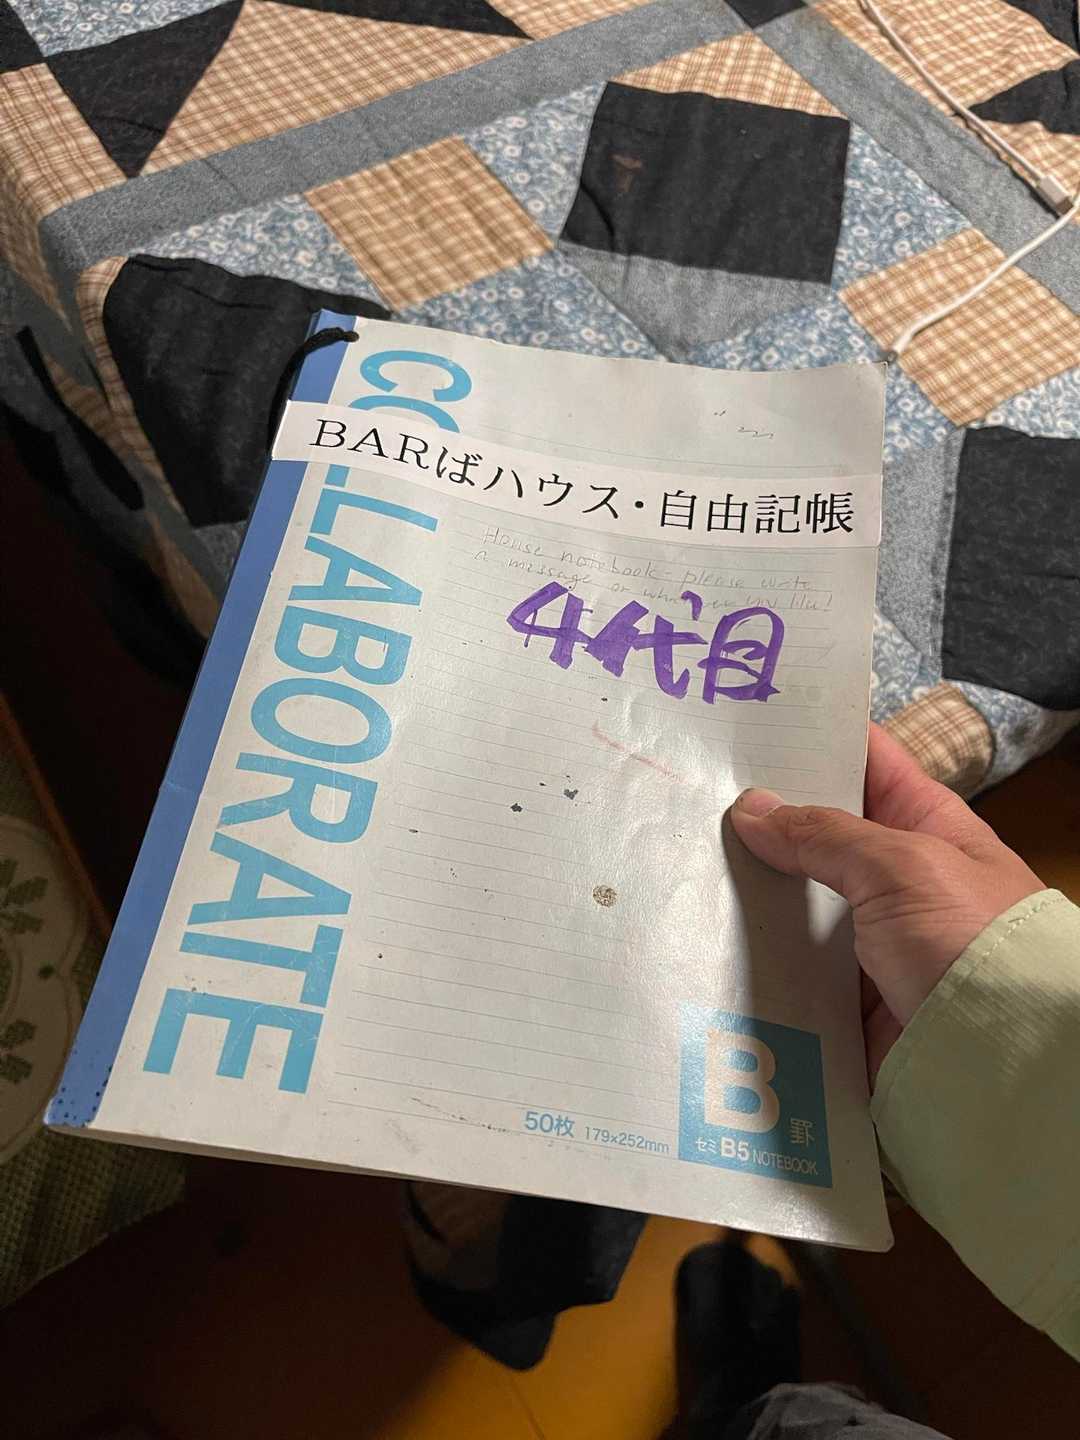 COLLABORATE
BARばハウス・自由記帳
House notebook - please write
a message or whatever you like!
4代目
50枚 179×252mm
B
罫
セミB5 NOTEBOOK